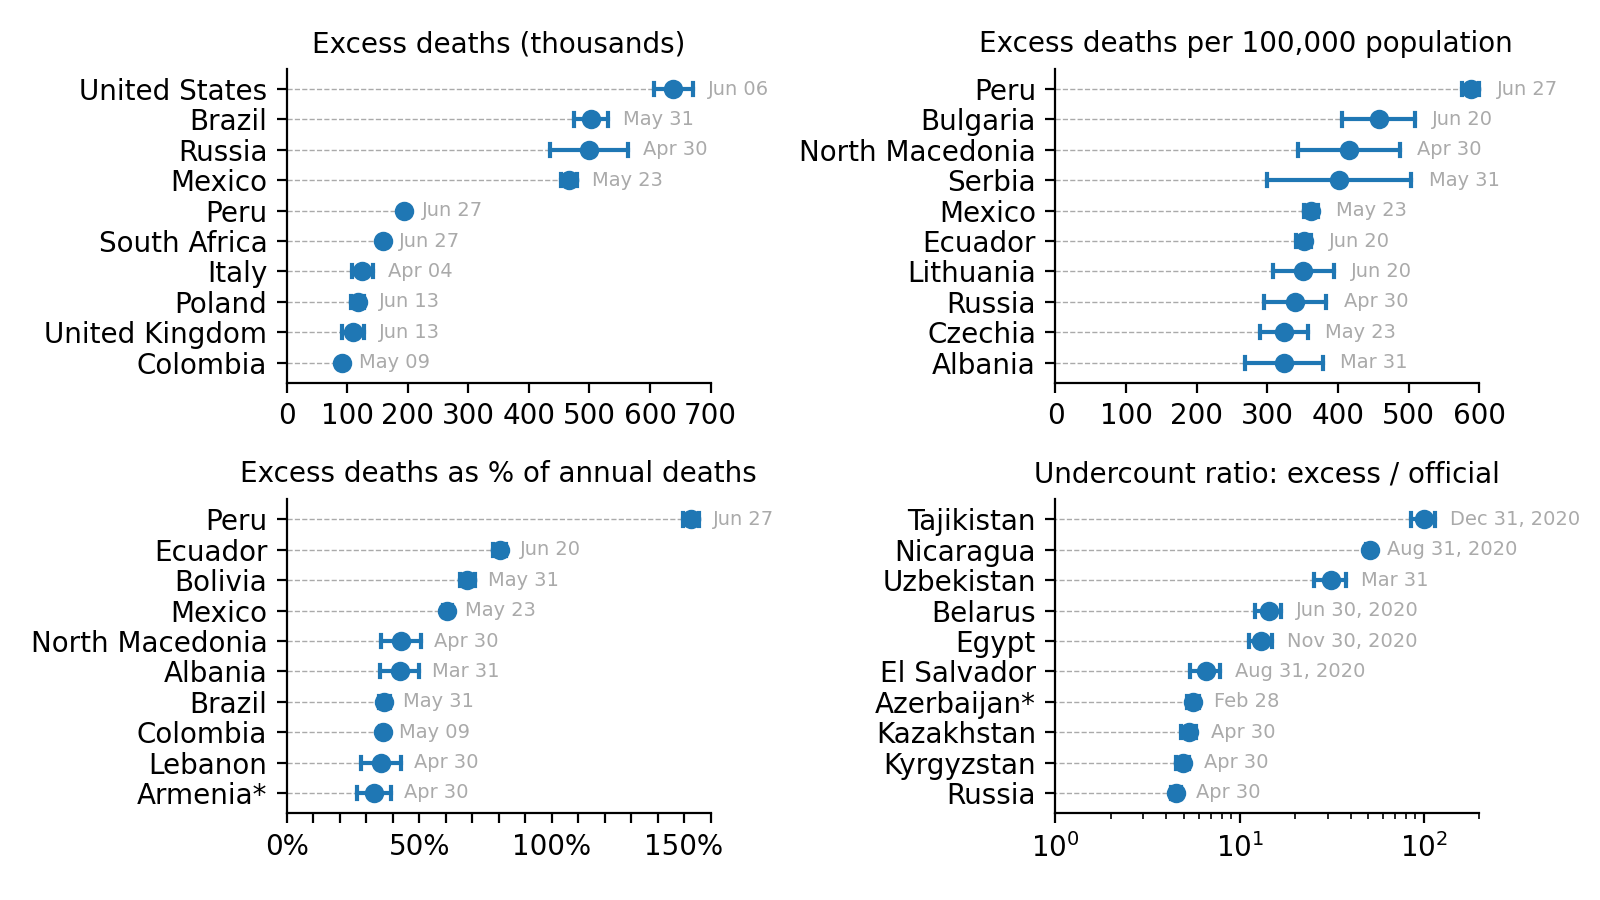 Excess deaths (thousands)
United States Jun 06
Brazil May 31
Russia Apr 30
Mexico May 23
Peru Jun 27
South Africa Jun 27
Italy Apr 04
Poland Jun 13
United Kingdom Jun 13
Colombia May 09
0 100 200 300 400 500 600 700
Excess deaths per 100,000 population
Peru Jun 27
Bulgaria Jun 20
North Macedonia Apr 30
Serbia May 31
Mexico May 23
Ecuador Jun 20
Lithuania Jun 20
Russia Apr 30
Czechia May 23
Albania Mar 31
0 100 200 300 400 500 600
Excess deaths as % of annual deaths
Peru Jun 27
Ecuador Jun 20
Bolivia May 31
Mexico May 23
North Macedonia Apr 30
Albania Mar 31
Brazil May 31
Colombia May 09
Lebanon Apr 30
Armenia* Apr 30
0% 50% 100% 150%
Undercount ratio: excess / official
Tajikistan Dec 31, 2020
Nicaragua Aug 31, 2020
Uzbekistan Mar 31
Belarus Jun 30, 2020
Egypt Nov 30, 2020
El Salvador Aug 31, 2020
Azerbaijan* Feb 28
Kazakhstan Apr 30
Kyrgyzstan Apr 30
Russia Apr 30
10⁰ 10¹ 10²